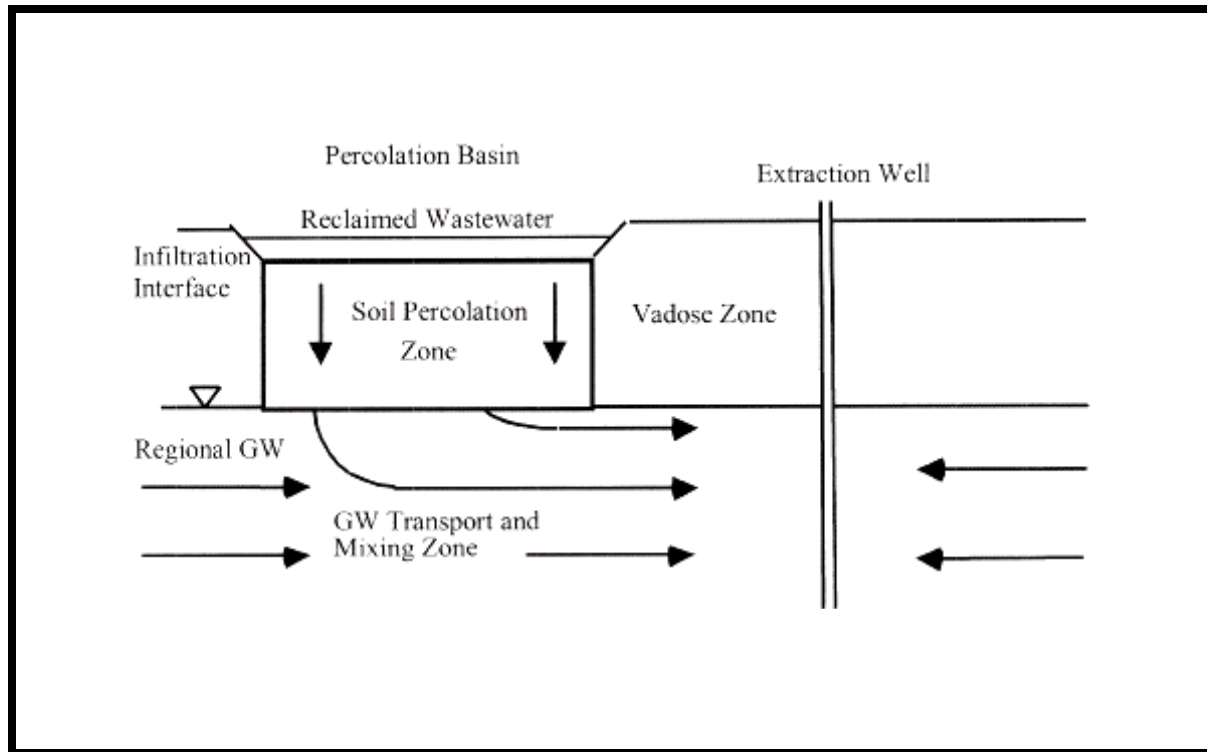 Percolation Basin
Extraction Well
Reclaimed Wastewater
Infiltration
Interface
Soil Percolation
Zone
Vadose Zone
Regional GW
GW Transport and
Mixing Zone